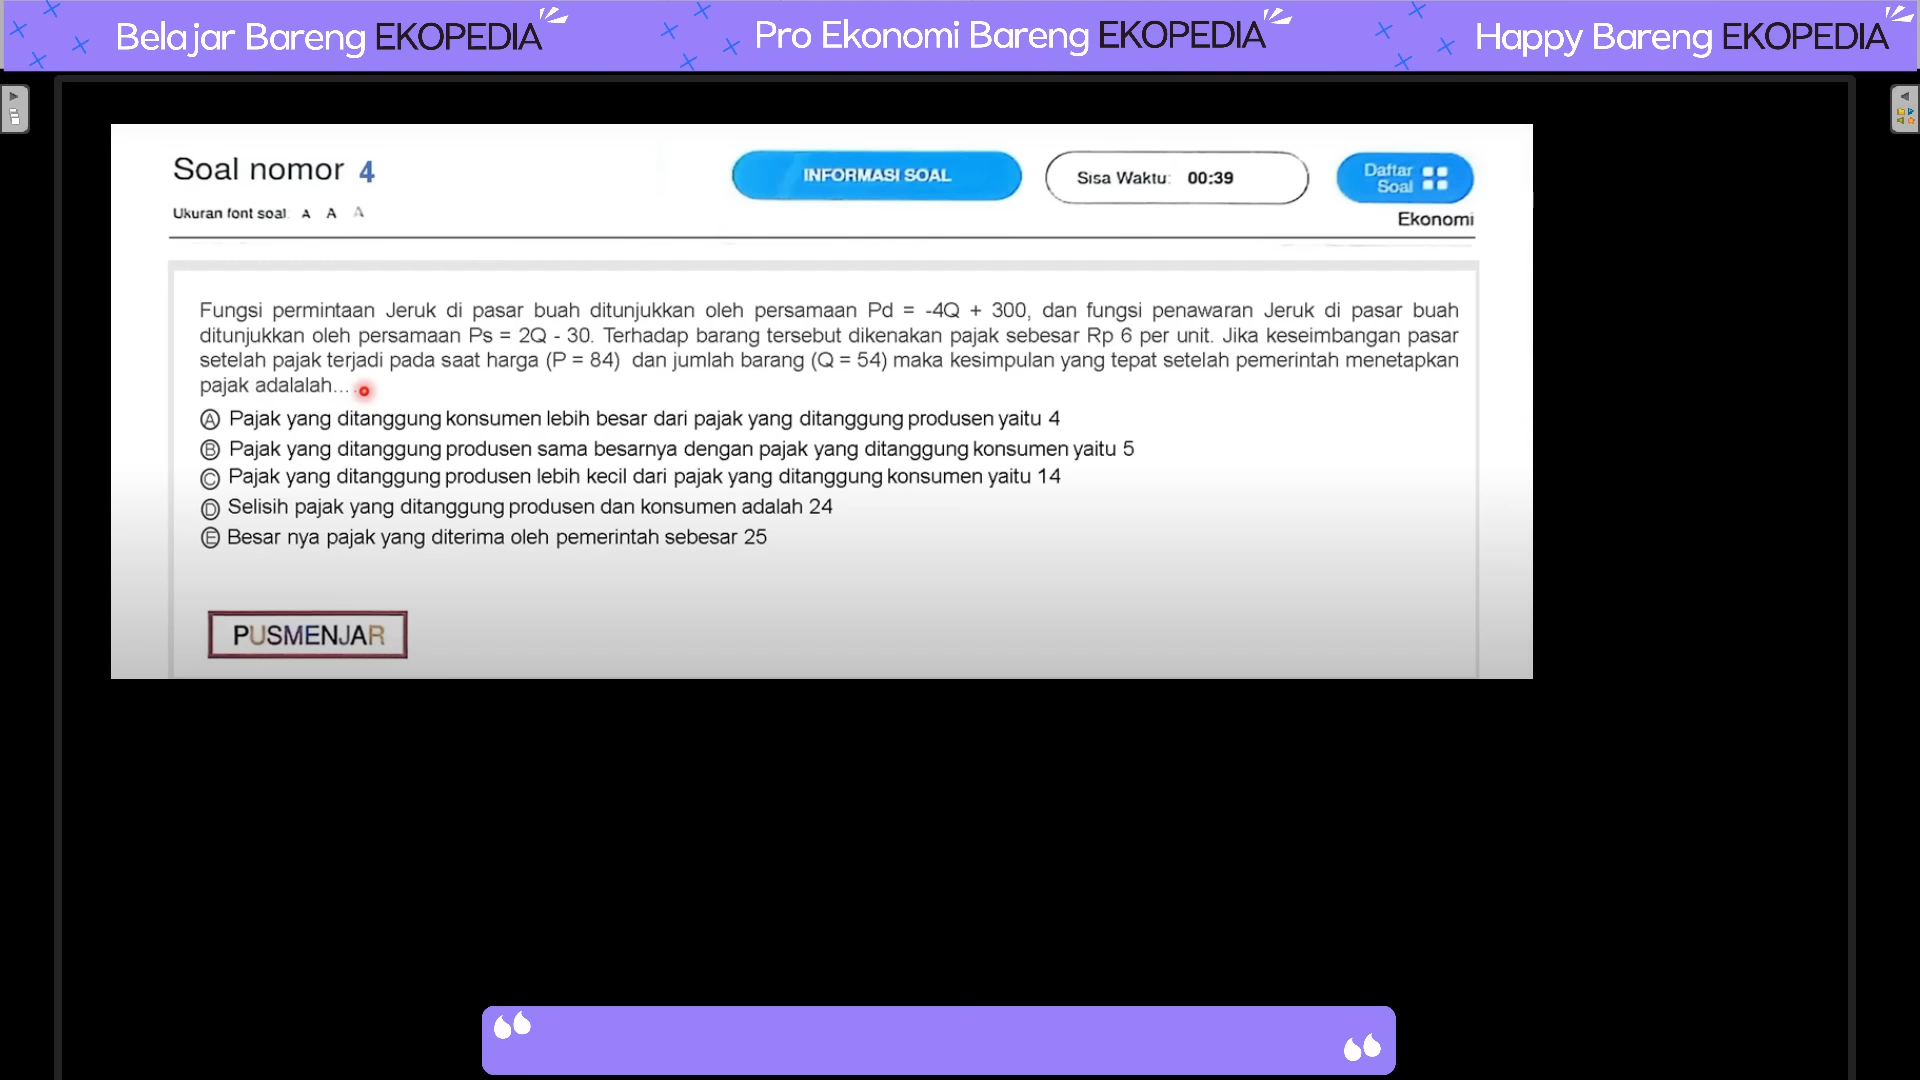 Belajar Bareng EKOPEDIA
Pro Ekonomi Bareng EKOPEDIA
Happy Bareng EKOPEDIA
Soal nomor 4
INFORMASI SOAL
Sisa Waktu: 00:39
Daftar
Soal
Ukuran font soal: A A A
Ekonomi
Fungsi permintaan Jeruk di pasar buah ditunjukkan oleh persamaan Pd = -4Q + 300, dan fungsi penawaran Jeruk di pasar buah
ditunjukkan oleh persamaan Ps = 2Q - 30. Terhadap barang tersebut dikenakan pajak sebesar Rp 6 per unit. Jika keseimbangan pasar
setelah pajak terjadi pada saat harga (P = 84) dan jumlah barang (Q = 54) maka kesimpulan yang tepat setelah pemerintah menetapkan
pajak adalalah....
A Pajak yang ditanggung konsumen lebih besar dari pajak yang ditanggung produsen yaitu 4
B Pajak yang ditanggung produsen sama besarnya dengan pajak yang ditanggung konsumen yaitu 5
C Pajak yang ditanggung produsen lebih kecil dari pajak yang ditanggung konsumen yaitu 14
D Selisih pajak yang ditanggung produsen dan konsumen adalah 24
E Besar nya pajak yang diterima oleh pemerintah sebesar 25
PUSMENJAR